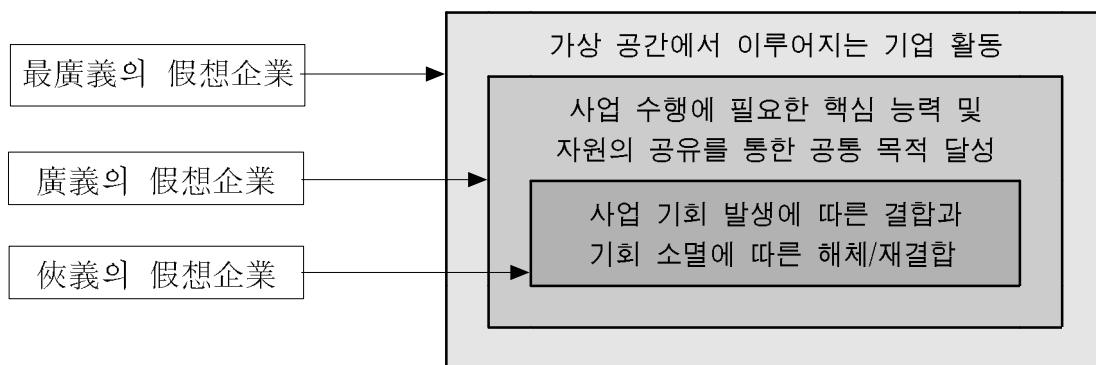 最廣義의 假想企業
廣義의 假想企業
俠義의 假想企業
가상 공간에서 이루어지는 기업 활동
사업 수행에 필요한 핵심 능력 및
자원의 공유를 통한 공통 목적 달성
사업 기회 발생에 따른 결합과
기회 소멸에 따른 해체/재결합